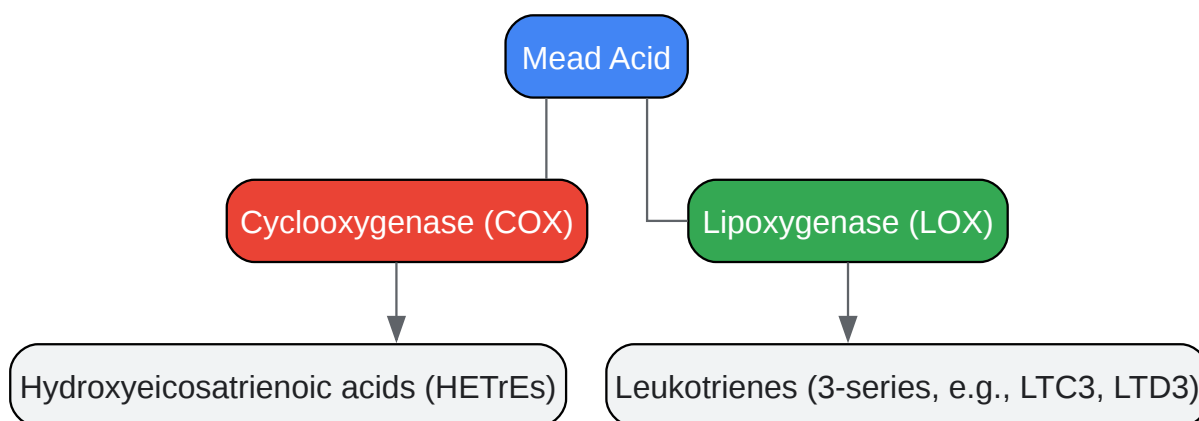 Mead Acid
Cyclooxygenase (COX)
Lipoxygenase (LOX)
Hydroxyeicosatrienoic acids (HETrEs)
Leukotrienes (3-series, e.g., LTC3, LTD3)